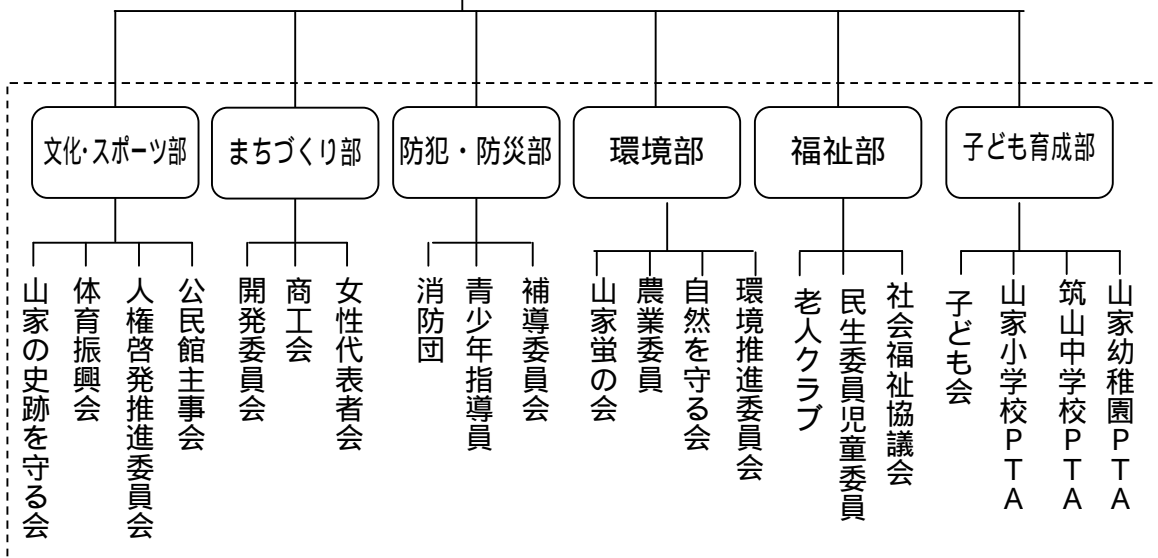 文化・スポーツ部
まちづくり部
防犯・防災部
環境部
福祉部
子ども育成部
山家の史跡を守る会
体育振興会
人権啓発推進委員会
公民館主事会
開発委員会
商工会
女性代表者会
消防団
青少年指導員
補導委員会
山家蛍の会
農業委員
自然を守る会
環境推進委員会
老人クラブ
民生委員児童委員
社会福祉協議会
子ども会
山家小学校PTA
筑山中学校PTA
山家幼稚園PTA